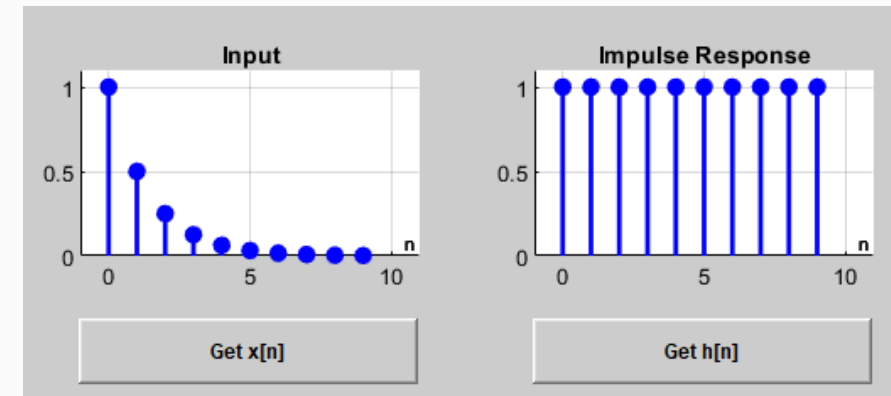 Input
1
0.5
0
0 5 10
n
Get x[n]
Impulse Response
1
0.5
0
0 5 10
n
Get h[n]